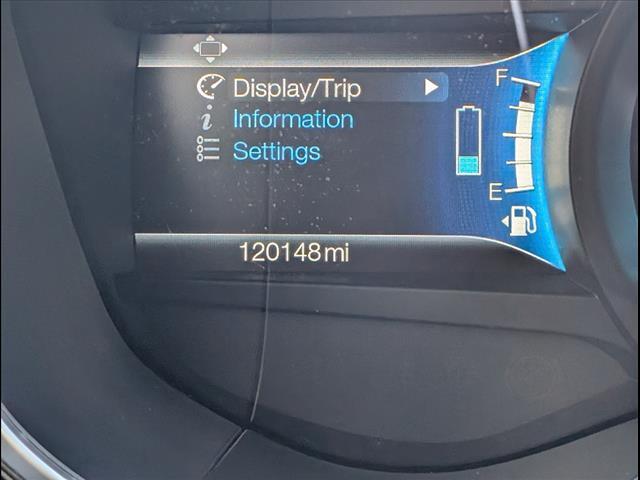 F
Display/Trip
i Information
Settings
E
120148mi